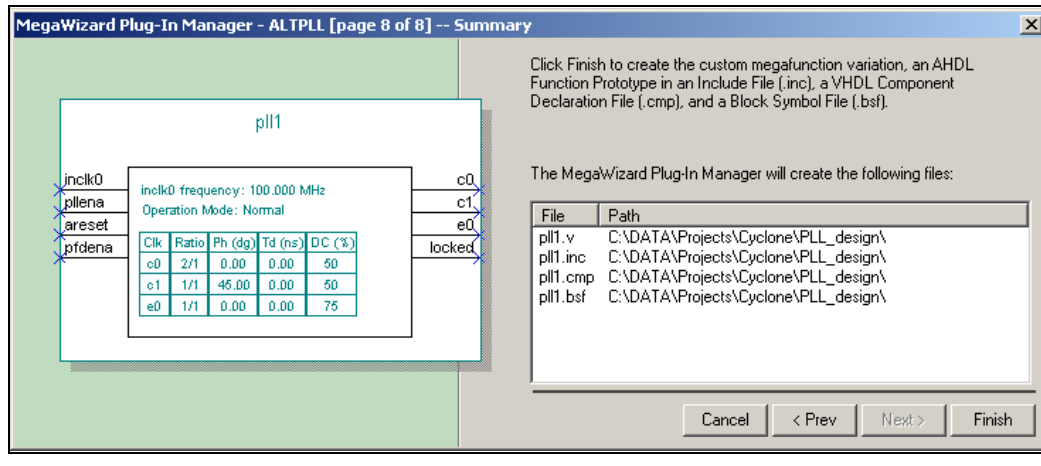 MegaWizard Plug-In Manager - ALTPLL [page 8 of 8] -- Summary
Click Finish to create the custom megafunction variation, an AHDL
Function Prototype in an Include File (.inc), a VHDL Component
Declaration File (.cmp), and a Block Symbol File (.bsf).
pll1
inclk0
pllena
areset
pfdena
inclk0 frequency: 100.000 MHz
Operation Mode: Normal
Clk Ratio Ph (dg) Td (ns) DC (%)
c0 2/1 0.00 0.00 50
c1 1/1 45.00 0.00 50
e0 1/1 0.00 0.00 75
c0
c1
e0
locked
The MegaWizard Plug-In Manager will create the following files:
File Path
pll1.v C:\DATA\Projects\Cyclone\PLL_design\
pll1.inc C:\DATA\Projects\Cyclone\PLL_design\
pll1.cmp C:\DATA\Projects\Cyclone\PLL_design\
pll1.bsf C:\DATA\Projects\Cyclone\PLL_design\
Cancel < Prev Next > Finish